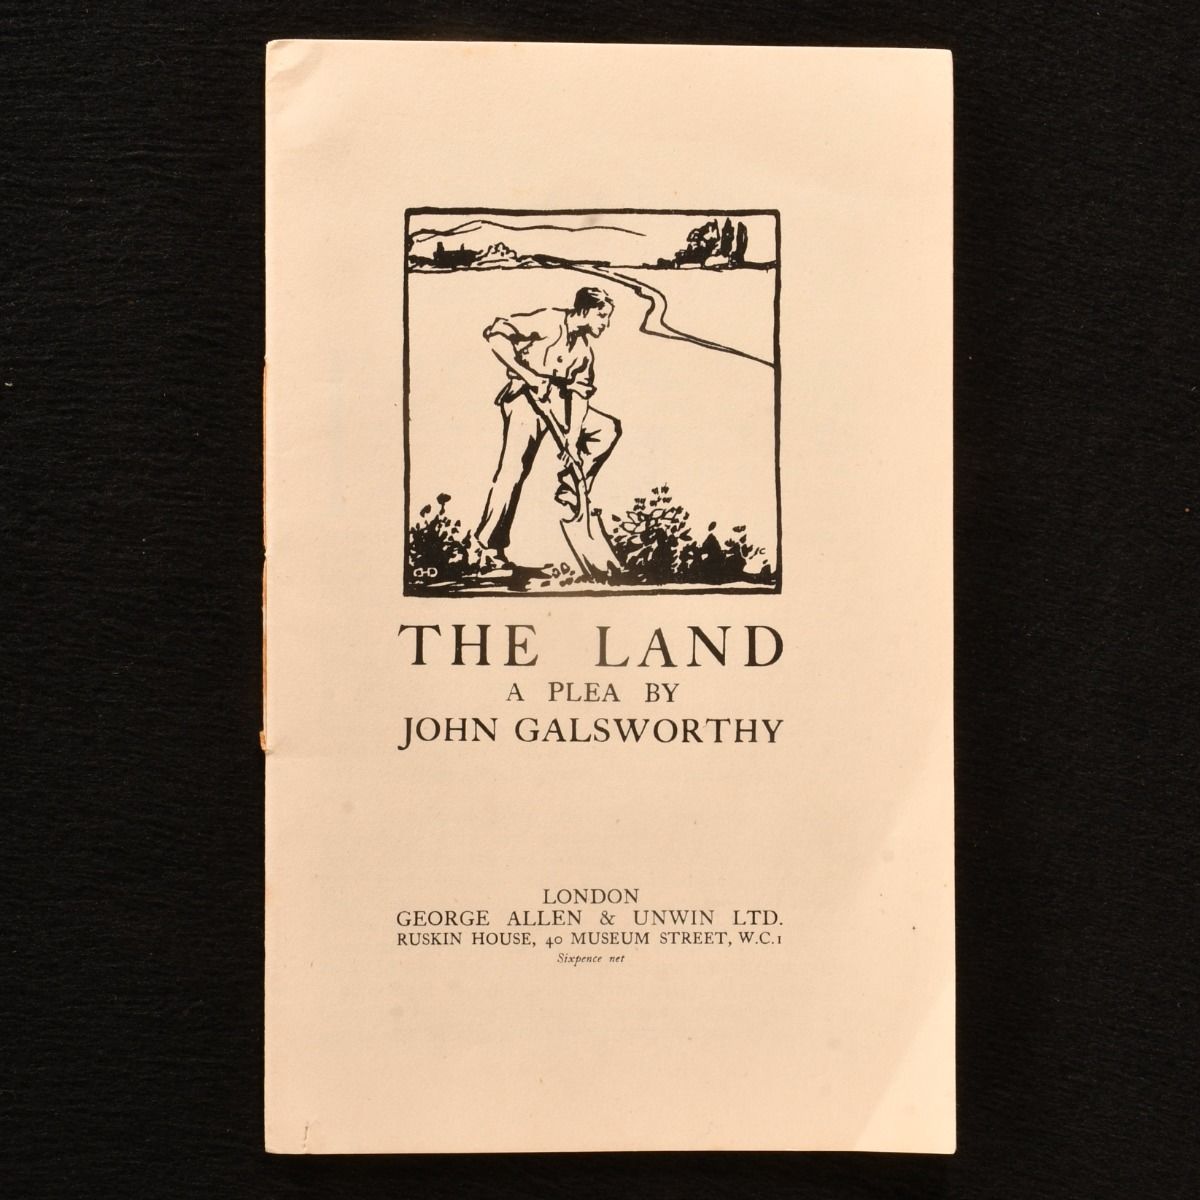 THE LAND
A PLEA BY
JOHN GALSWORTHY
LONDON
GEORGE ALLEN & UNWIN LTD.
RUSKIN HOUSE, 40 MUSEUM STREET, W.C.1
Sixpence net